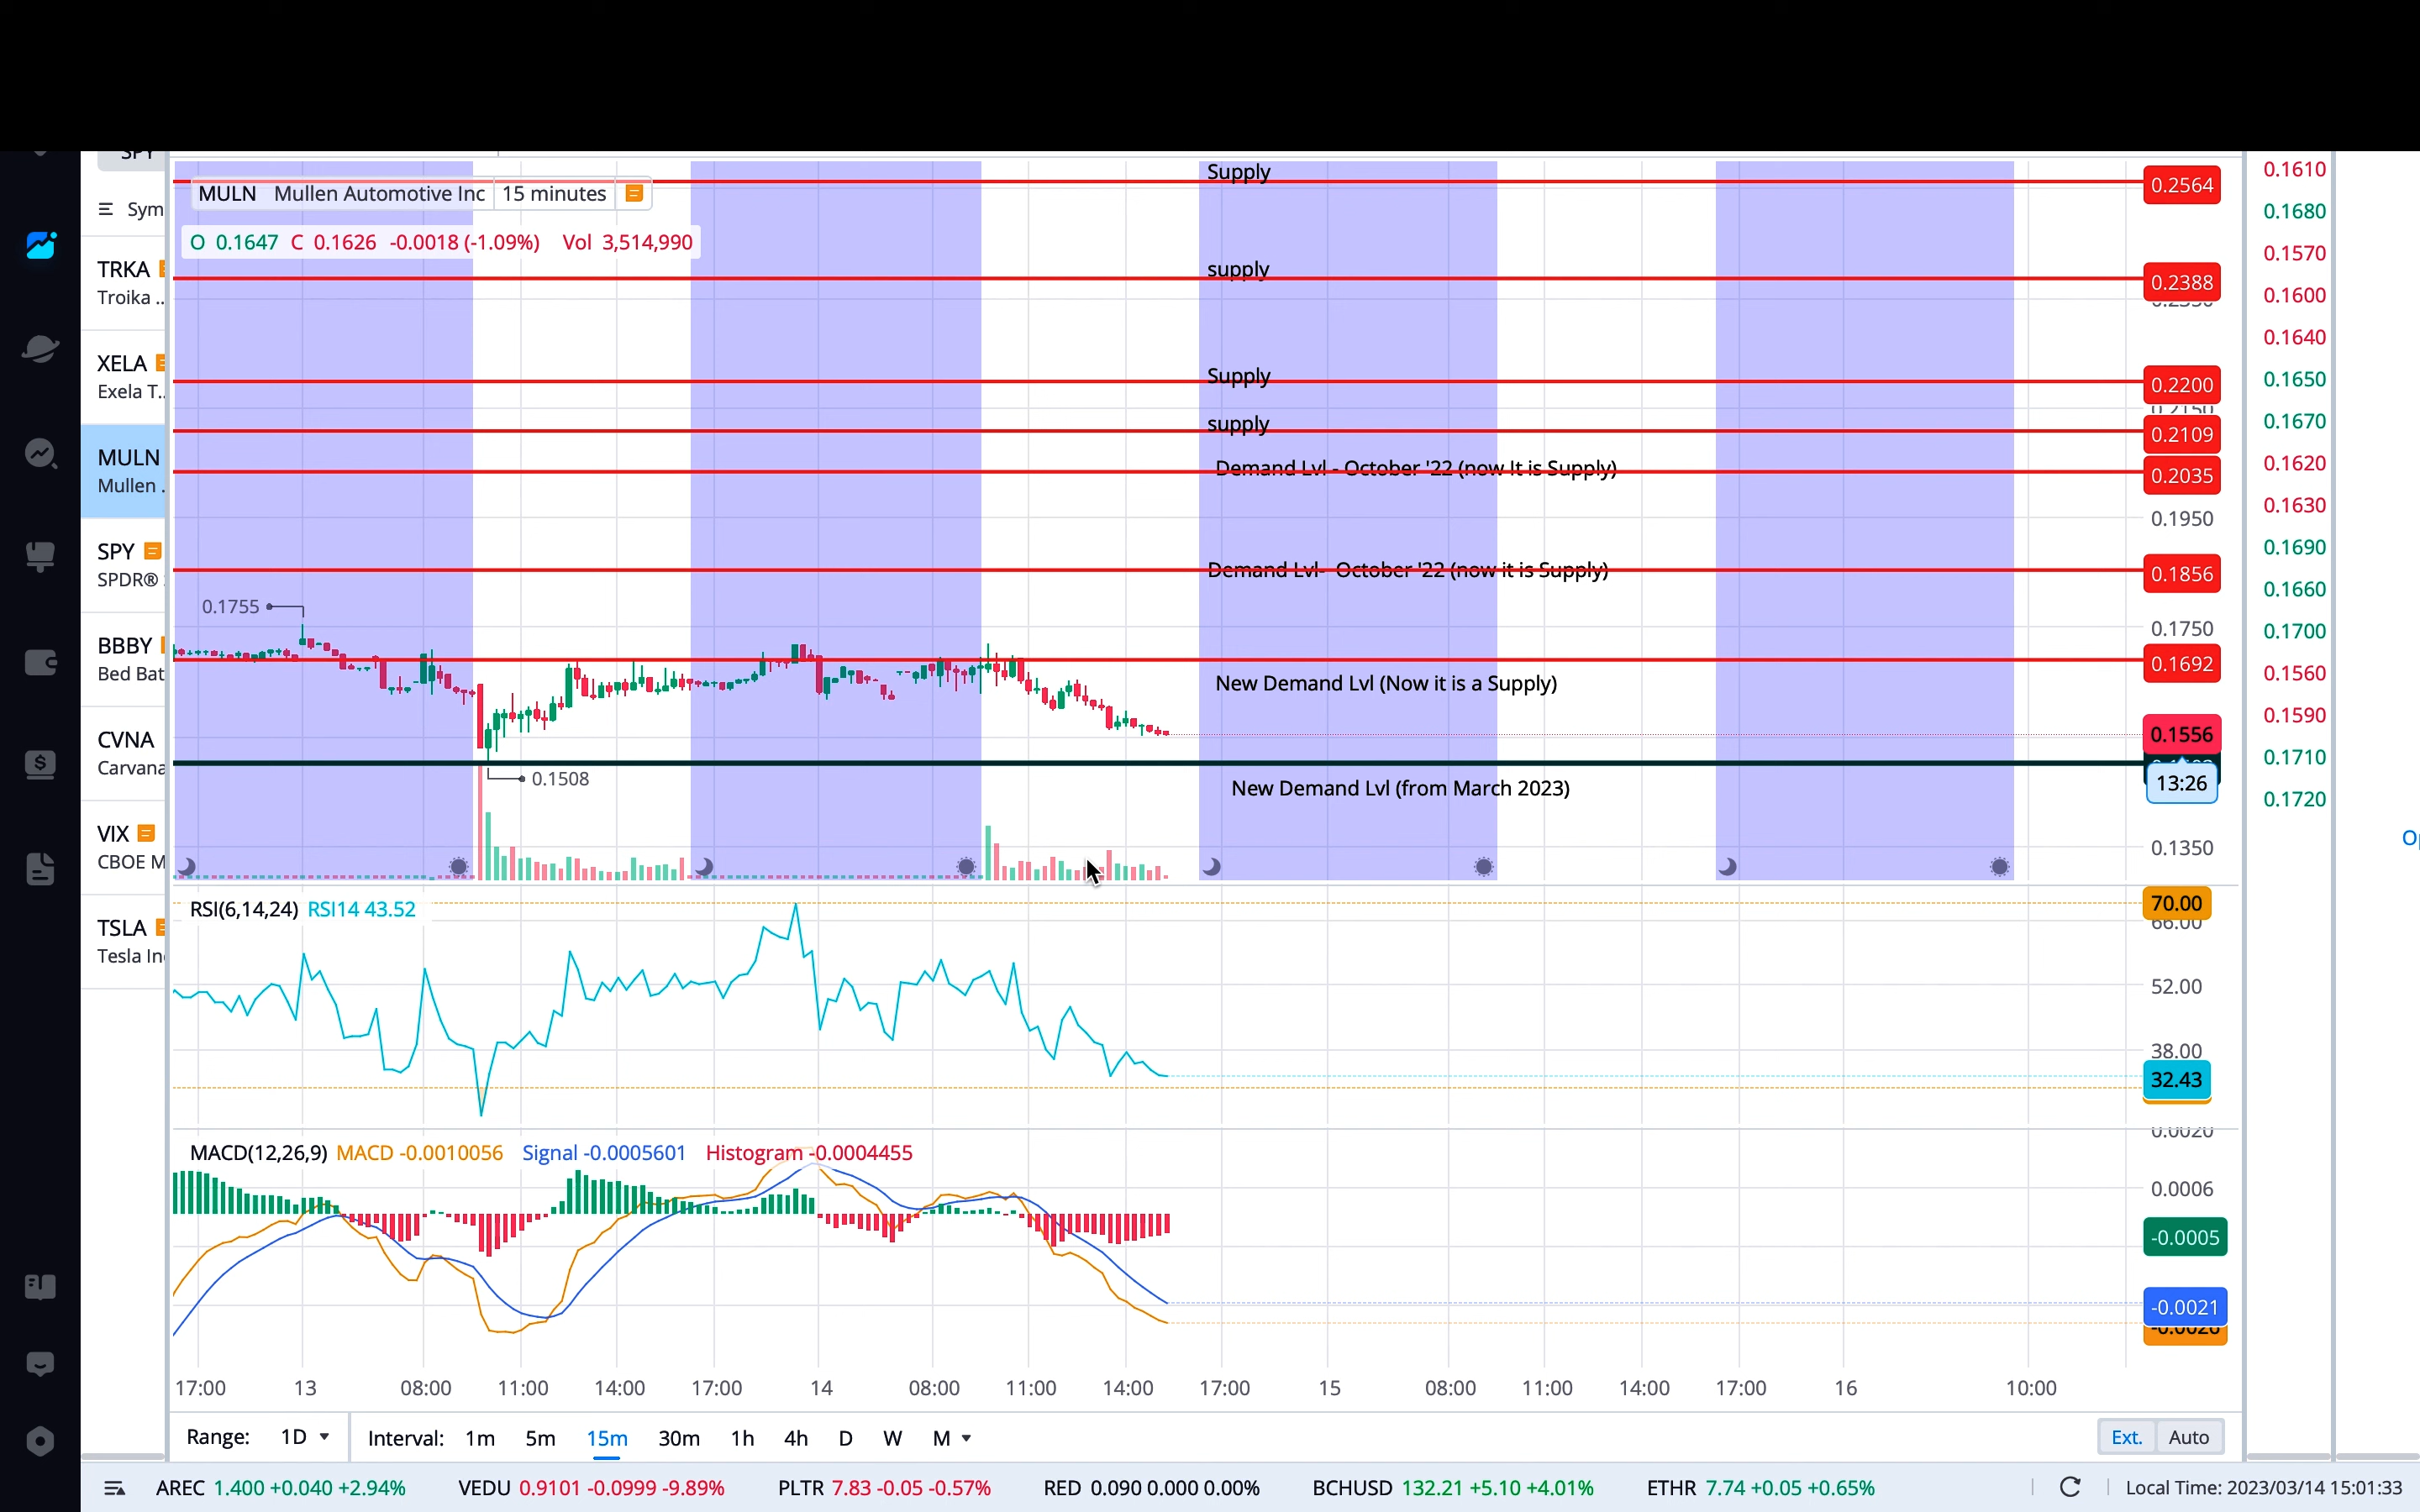 Sym
TRKA
Troika ..
XELA
Exela T..
MULN
Mullen .
SPY
SPDR®
BBBY
Bed Bat
CVNA
Carvana
VIX
CBOE M
TSLA
Tesla In
MULN Mullen Automotive Inc 15 minutes
O 0.1647 C 0.1626 -0.0018 (-1.09%) Vol 3,514,990
Supply
supply
Supply
supply
Demand Lvl - October '22 (now It is Supply)
Demand Lvl- October '22 (now it is Supply)
New Demand Lvl (Now it is a Supply)
New Demand Lvl (from March 2023)
0.1755
0.1508
0.2564
0.2388
0.2200
0.2109
0.2035
0.1950
0.1856
0.1750
0.1692
0.1556
13:26
0.1350
RSI(6,14,24) RSI14 43.52
70.00
66.00
52.00
38.00
32.43
MACD(12,26,9) MACD -0.0010056 Signal -0.0005601 Histogram -0.0004455
0.0006
-0.0005
-0.0021
17:00 13 08:00 11:00 14:00 17:00 14 08:00 11:00 14:00 17:00 15 08:00 11:00 14:00 17:00 16 10:00
Range: 1D Interval: 1m 5m 15m 30m 1h 4h D W M Ext. Auto
0.1610
0.1680
0.1570
0.1600
0.1640
0.1650
0.1670
0.1620
0.1630
0.1690
0.1660
0.1700
0.1560
0.1590
0.1710
0.1720
AREC 1.400 +0.040 +2.94% VEDU 0.9101 -0.0999 -9.89% PLTR 7.83 -0.05 -0.57% RED 0.090 0.000 0.00% BCHUSD 132.21 +5.10 +4.01% ETHR 7.74 +0.05 +0.65% Local Time: 2023/03/14 15:01:33